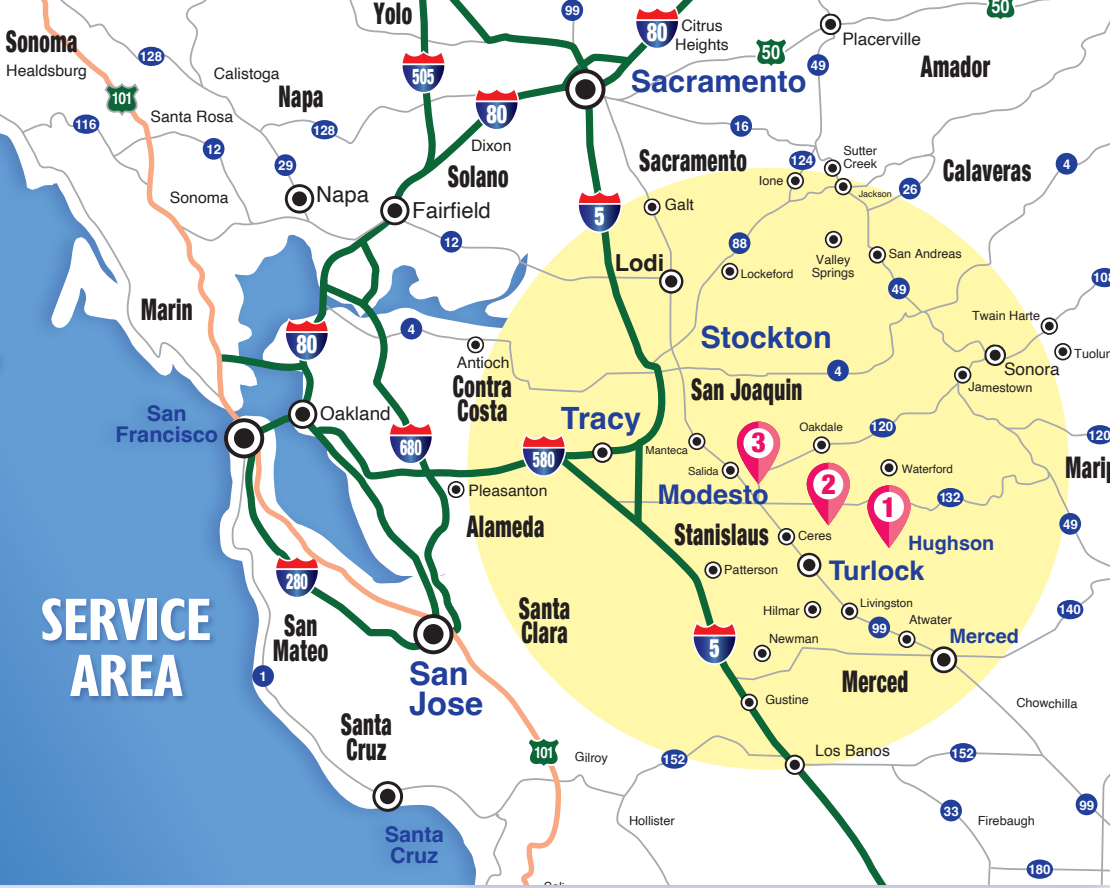 Yolo
99
80
Citrus
Heights
50
50
Placerville
Sonoma
Healdsburg
128
Calistoga
505
49
Amador
Sacramento
101
Napa
80
116
Santa Rosa
128
16
12
Dixon
Sacramento
124
Sutter
Creek
29
Solano
Ione
Calaveras
4
Jackson
26
Sonoma
Napa
Fairfield
5
Galt
12
88
Valley
Springs
San Andreas
Lodi
Lockeford
49
Marin
Twain Harte
80
4
Stockton
Antioch
Sonora
4
Jamestown
Contra
Costa
San Joaquin
San
Francisco
Oakland
Tracy
680
580
Manteca
3
Oakdale
120
120
Salida
Waterford
Pleasanton
Modesto
2
1
132
Alameda
Stanislaus
Ceres
Hughson
49
280
Patterson
Turlock
SERVICE
AREA
San
Mateo
Santa
Clara
Hilmar
Livingston
140
99
Atwater
5
Newman
Merced
1
San
Jose
Merced
Gustine
Chowchilla
Santa
Cruz
101
Gilroy
152
Los Banos
152
33
99
Hollister
Firebaugh
Santa
Cruz
180